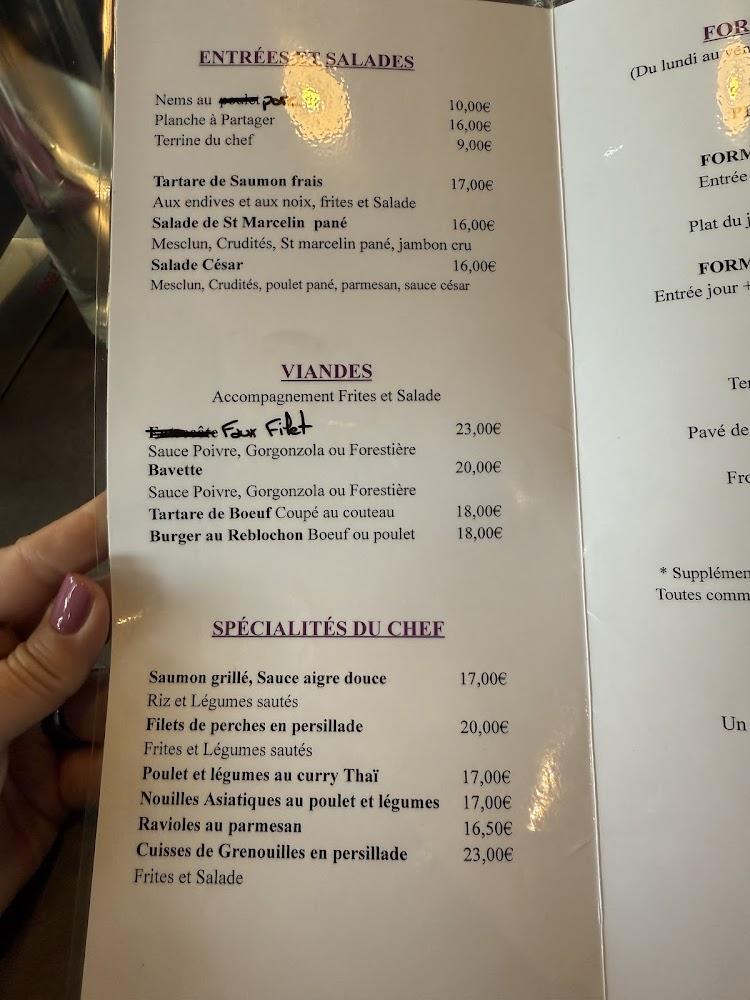 ENTRÉES ET SALADES
Nems au poulet 10,00€
Planche à Partager 16,00€
Terrine du chef 9,00€
Tartare de Saumon frais 17,00€
Aux endives et aux noix, frites et Salade
Salade de St Marcelin pané 16,00€
Mesclun, Crudités, St marcelin pané, jambon cru
Salade César 16,00€
Mesclun, Crudités, poulet pané, parmesan, sauce césar
VIANDES
Accompagnement Frites et Salade
Faux Filet 23,00€
Sauce Poivre, Gorgonzola ou Forestière
Bavette 20,00€
Sauce Poivre, Gorgonzola ou Forestière
Tartare de Boeuf Coupé au couteau 18,00€
Burger au Reblochon Boeuf ou poulet 18,00€
SPÉCIALITÉS DU CHEF
Saumon grillé, Sauce aigre douce 17,00€
Riz et Légumes sautés
Filets de perches en persillade 20,00€
Frites et Légumes sautés
Poulet et légumes au curry Thaï 17,00€
Nouilles Asiatiques au poulet et légumes 17,00€
Ravioles au parmesan 16,50€
Cuisses de Grenouilles en persillade 23,00€
Frites et Salade
FOR
(Du lundi au ven
FORM
Entrée
Plat du j
FORM
Entrée jour +
Ter
Pavé de
Fro
* Supplémen
Toutes comm
Un